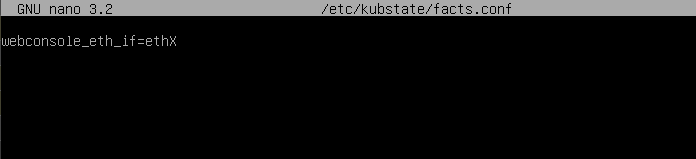 GNU nano 3.2 /etc/kubstate/facts.conf
webconsole_eth_if=ethX